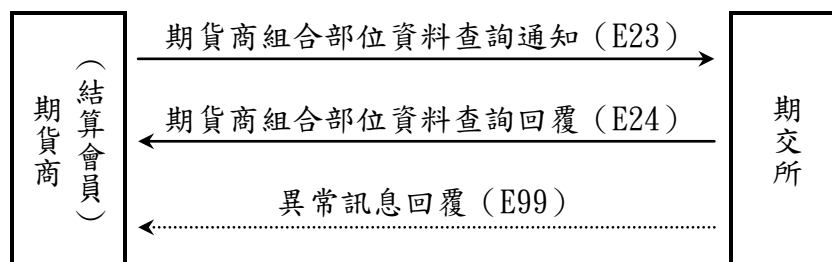 期貨商組合部位資料查詢通知（E23）
期貨商
（結算會員）
期貨商組合部位資料查詢回覆（E24）
期交所
異常訊息回覆（E99）